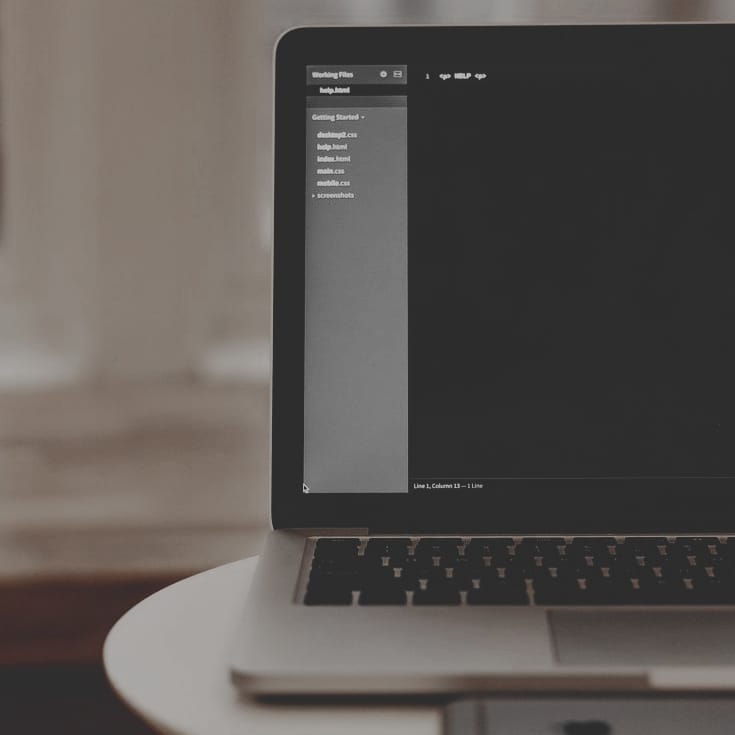 Working Files
help.html
Getting Started
desktop2.css
help.html
index.html
main.css
mobile.css
screenshots
1 <p> HELP <p>
Line 1, Column 13 — 1 Line